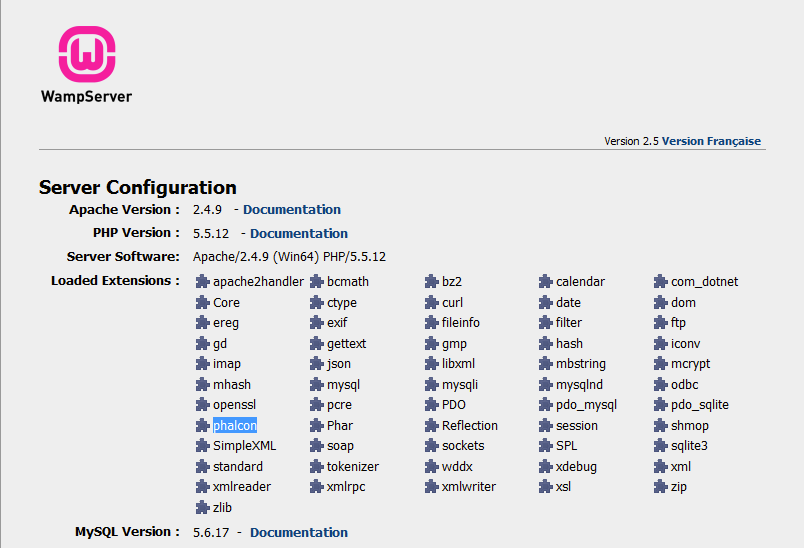 WampServer
Version 2.5 Version Française
Server Configuration
Apache Version : 2.4.9 - Documentation
PHP Version : 5.5.12 - Documentation
Server Software: Apache/2.4.9 (Win64) PHP/5.5.12
Loaded Extensions : apache2handler bcmath bz2 calendar com_dotnet
Core ctype curl date dom
ereg exif fileinfo filter ftp
gd gettext gmp hash iconv
imap json libxml mbstring mcrypt
mhash mysql mysqli mysqlnd odbc
openssl pcre PDO pdo_mysql pdo_sqlite
phalcon Phar Reflection session shmop
SimpleXML soap sockets SPL sqlite3
standard tokenizer wddx xdebug xml
xmlreader xmlrpc xmlwriter xsl zip
zlib
MySQL Version : 5.6.17 - Documentation